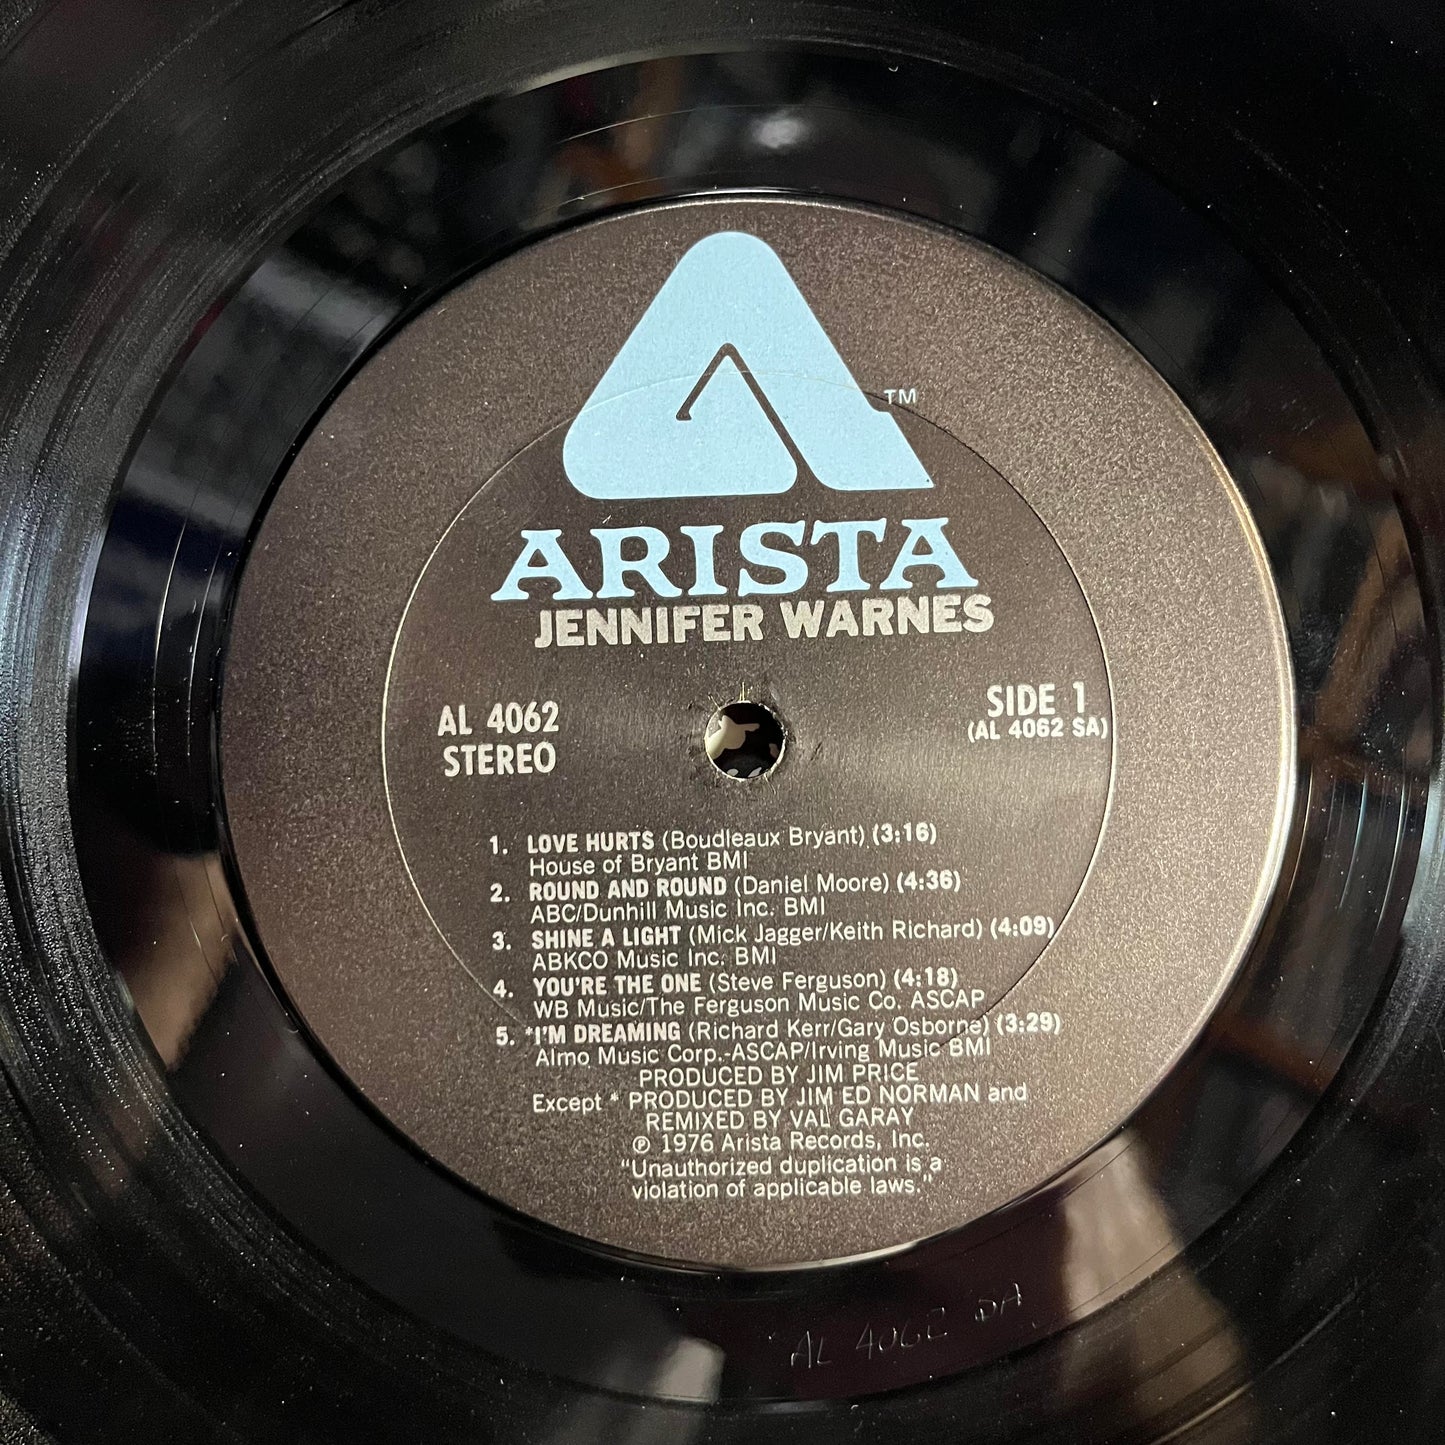 TM
ARISTA
JENNIFER WARNES
AL 4062
STEREO
SIDE 1
(AL 4062 SA)
1. LOVE HURTS (Boudleaux Bryant) (3:16)
House of Bryant BMI
2. ROUND AND ROUND (Daniel Moore) (4:36)
ABC/Dunhill Music Inc. BMI
3. SHINE A LIGHT (Mick Jagger/Keith Richard) (4:09)
ABKCO Music Inc. BMI
4. YOU'RE THE ONE (Steve Ferguson) (4:18)
WB Music/The Ferguson Music Co. ASCAP
5. *I'M DREAMING (Richard Kerr/Gary Osborne) (3:29)
Almo Music Corp.-ASCAP/Irving Music BMI
PRODUCED BY JIM PRICE
Except * PRODUCED BY JIM ED NORMAN and
REMIXED BY VAL GARAY
℗ 1976 Arista Records, Inc.
"Unauthorized duplication is a
violation of applicable laws."
AL 4062